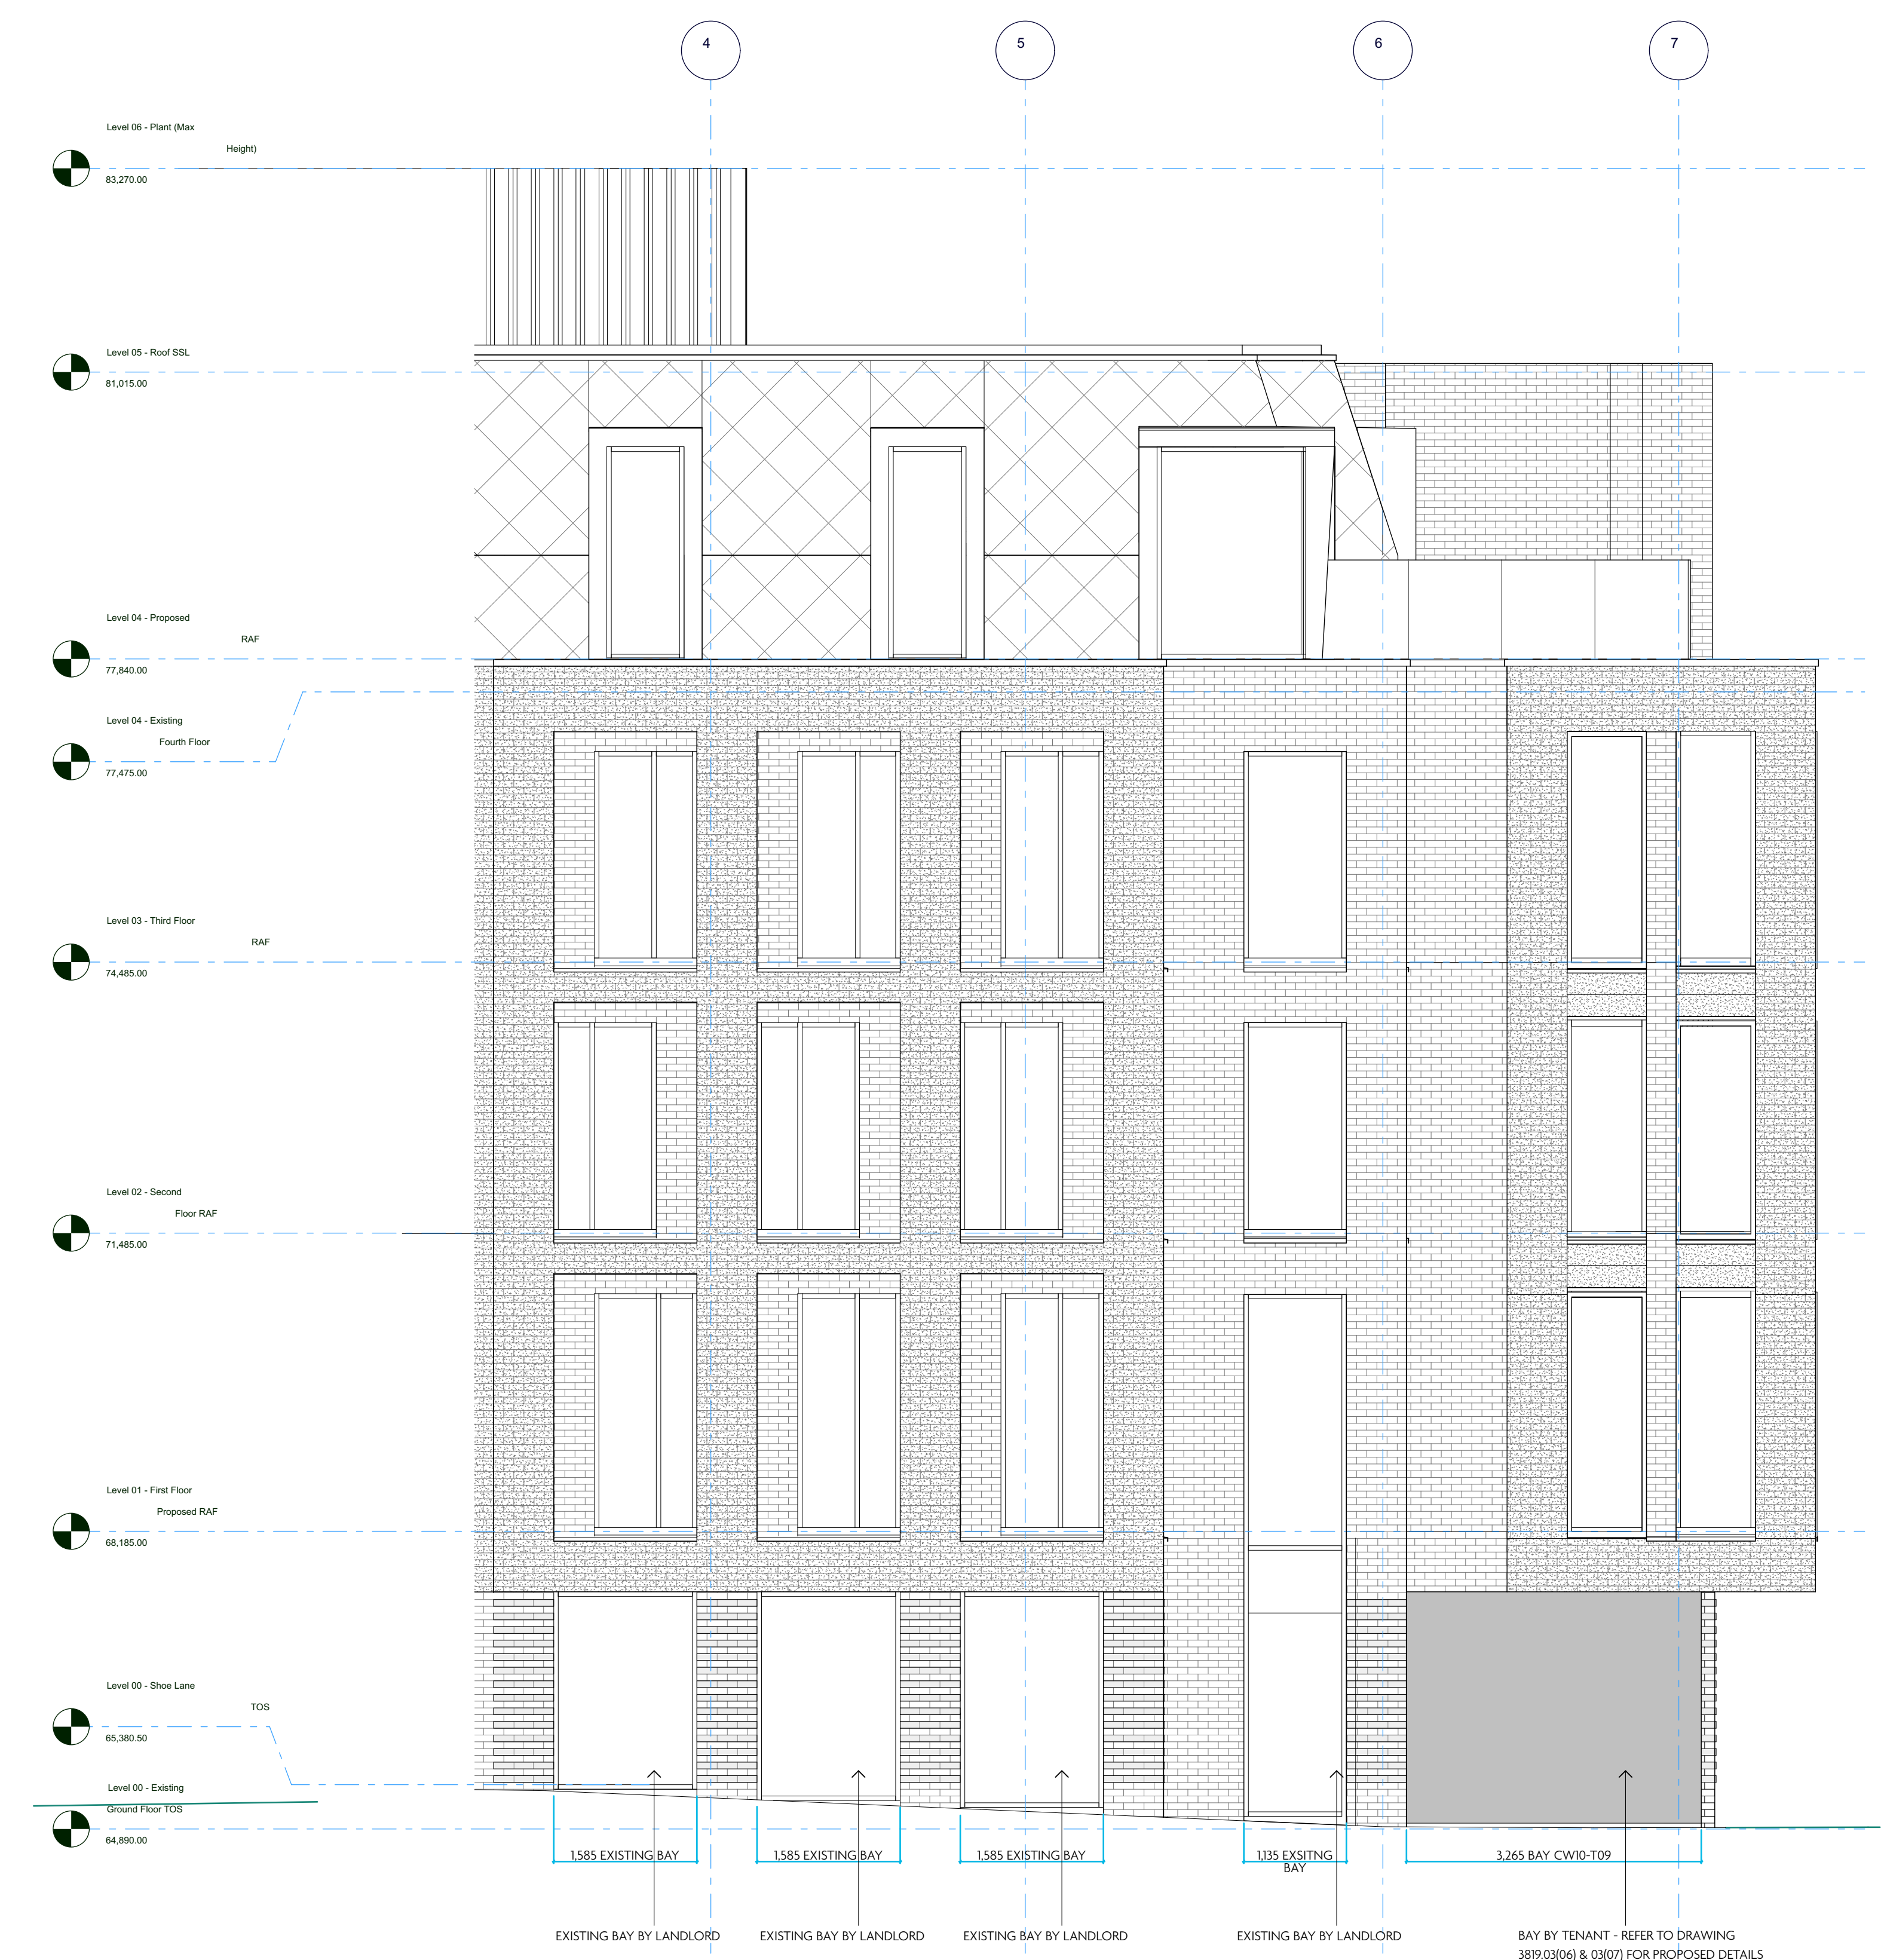 4
5
6
7
Level 06 - Plant (Max
Height)
83,270.00
Level 05 - Roof SSL
81,015.00
Level 04 - Proposed
RAF
77,840.00
Level 04 - Existing
Fourth Floor
77,475.00
Level 03 - Third Floor
RAF
74,485.00
Level 02 - Second
Floor RAF
71,485.00
Level 01 - First Floor
Proposed RAF
68,185.00
Level 00 - Shoe Lane
TOS
65,380.50
Level 00 - Existing
Ground Floor TOS
64,890.00
1,585 EXISTING BAY
1,585 EXISTING BAY
1,585 EXISTING BAY
1,135 EXSITNG
BAY
3,265 BAY CW10-T09
EXISTING BAY BY LANDLORD
EXISTING BAY BY LANDLORD
EXISTING BAY BY LANDLORD
EXISTING BAY BY LANDLORD
BAY BY TENANT - REFER TO DRAWING
3819.03(06) & 03(07) FOR PROPOSED DETAILS